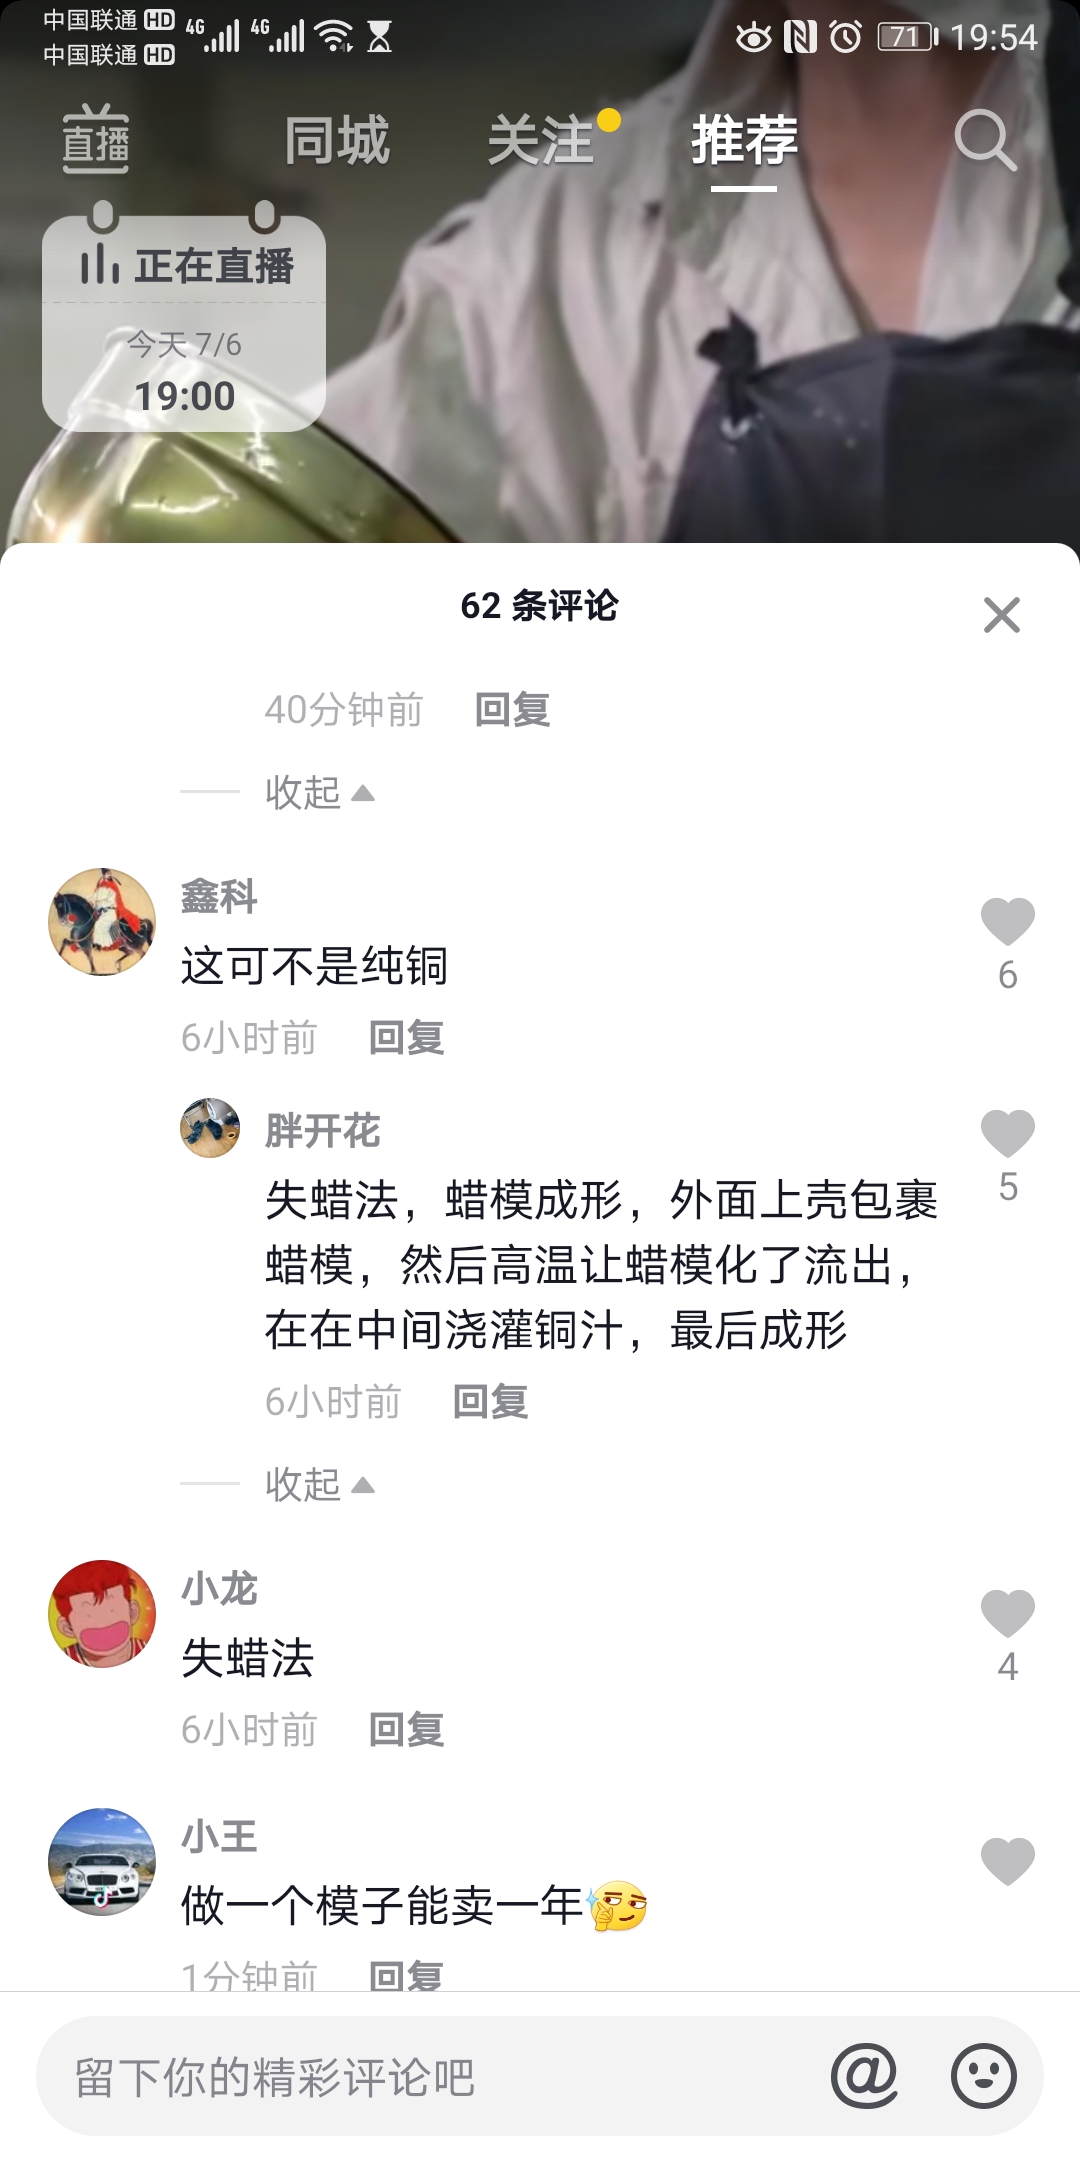 中国联通 HD 4G 4G 71 19:54
中国联通 HD
直播 同城 关注 推荐
正在直播
今天 7/6
19:00
62 条评论
40分钟前 回复
收起
鑫科
这可不是纯铜
6
6小时前 回复
胖开花
失蜡法，蜡模成形，外面上壳包裹
5
蜡模，然后高温让蜡模化了流出，
在在中间浇灌铜汁，最后成形
6小时前 回复
收起
小龙
失蜡法
4
6小时前 回复
小王
做一个模子能卖一年
1分钟前 回复
留下你的精彩评论吧 @